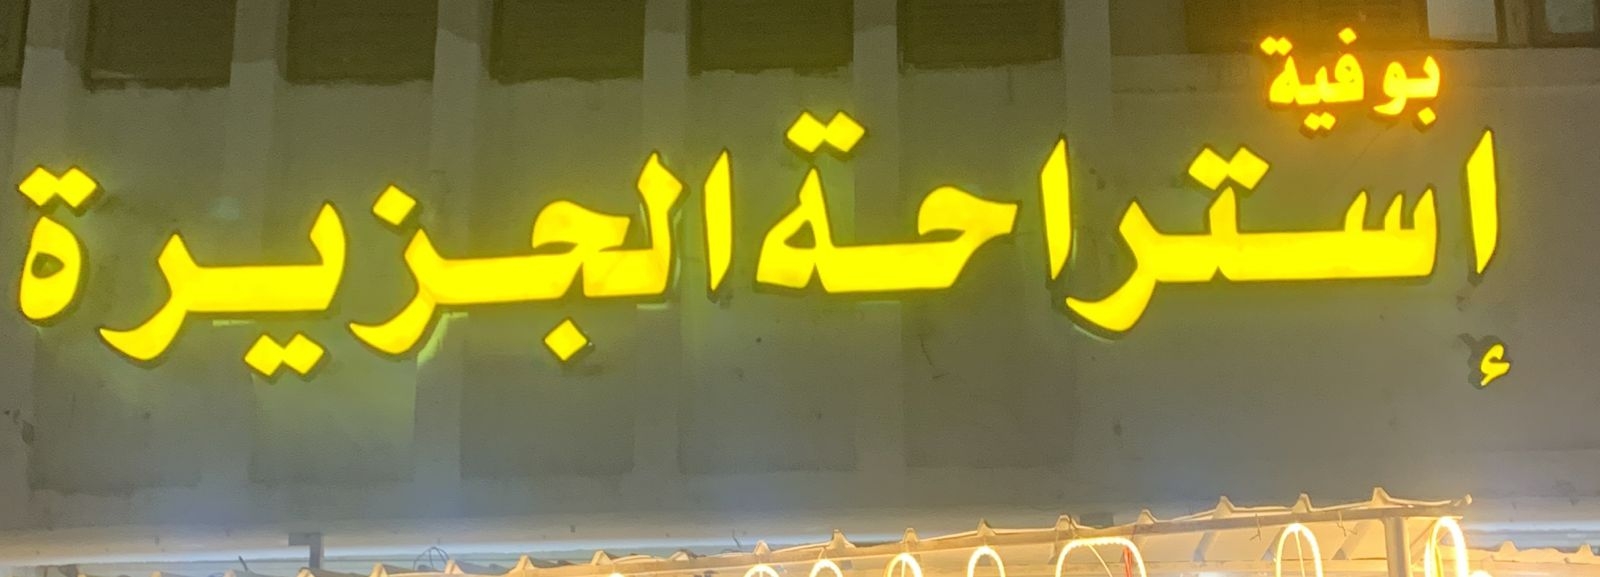 بوفية
إستراحة الجزيرة